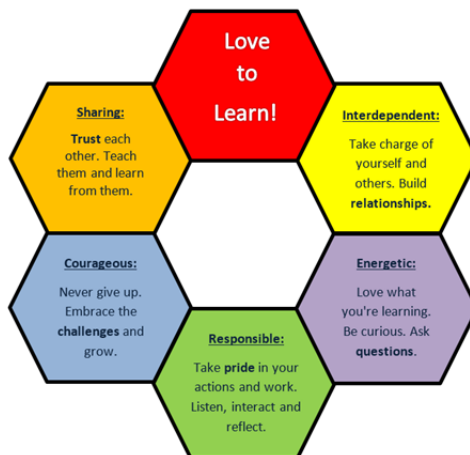 Love
to
Learn!
Sharing:
Trust each
other. Teach
them and learn
from them.
Interdependent:
Take charge of
yourself and
others. Build
relationships.
Courageous:
Never give up.
Embrace the
challenges and
grow.
Energetic:
Love what
you're learning.
Be curious. Ask
questions.
Responsible:
Take pride in your
actions and work.
Listen, interact and
reflect.